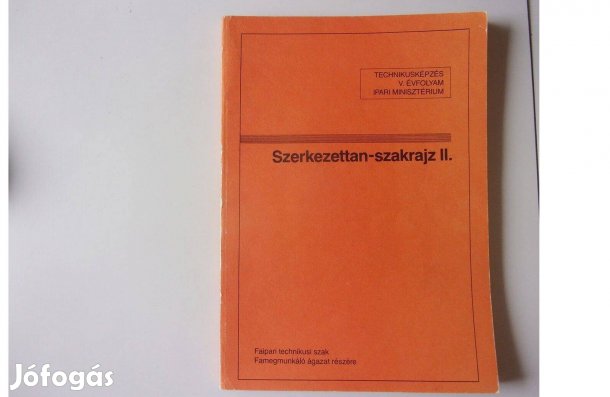 TECHNIKUSKÉPZÉS
V. ÉVFOLYAM
IPARI MINISZTÉRIUM
Szerkezettan-szakrajz II.
Faipari technikusi szak
Famegmunkáló ágazat részére
Jófogás